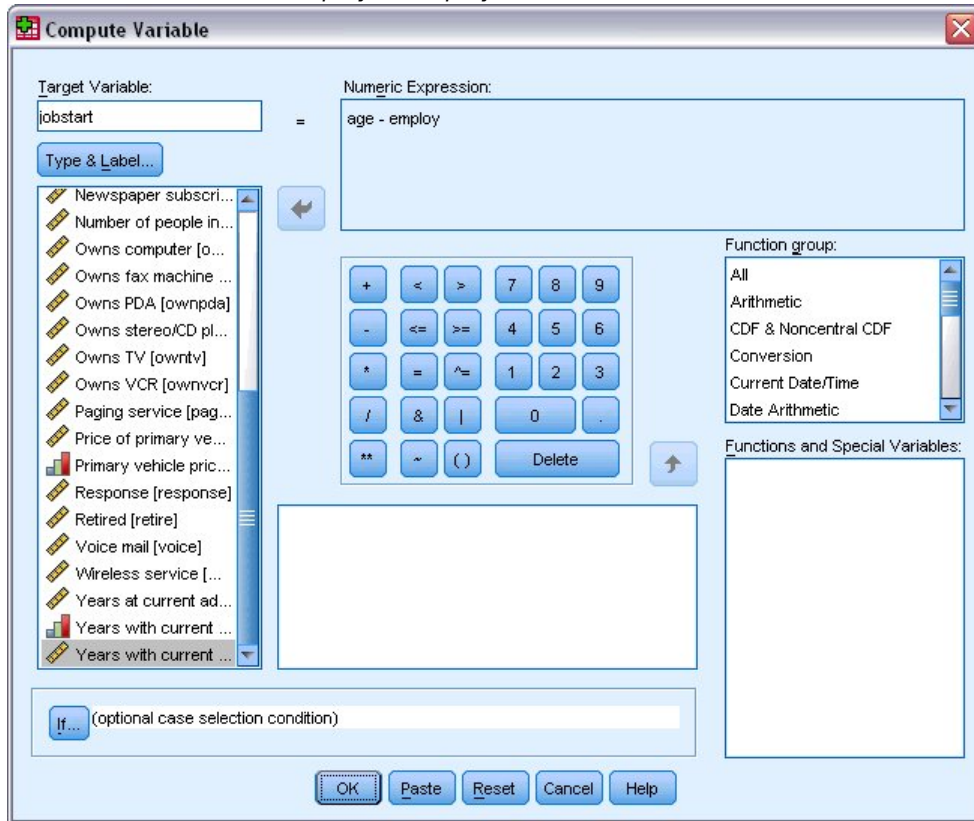 Compute Variable
Target Variable:
jobstart
=
Numeric Expression:
age - employ
Type & Label...
Newspaper subscri...
Number of people in...
Owns computer [o...
Owns fax machine ...
Owns PDA [ownpda]
Owns stereo/CD pl...
Owns TV [owntv]
Owns VCR [ownvcr]
Paging service [pag...
Price of primary ve...
Primary vehicle pric...
Response [response]
Retired [retire]
Voice mail [voice]
Wireless service [...
Years at current ad...
Years with current ...
Years with current ...
+ < > 7 8 9
- <= >= 4 5 6
* = ~= 1 2 3
/ & | 0 .
** ~ ( ) Delete
Function group:
All
Arithmetic
CDF & Noncentral CDF
Conversion
Current Date/Time
Date Arithmetic
Functions and Special Variables:
If... (optional case selection condition)
OK Paste Reset Cancel Help